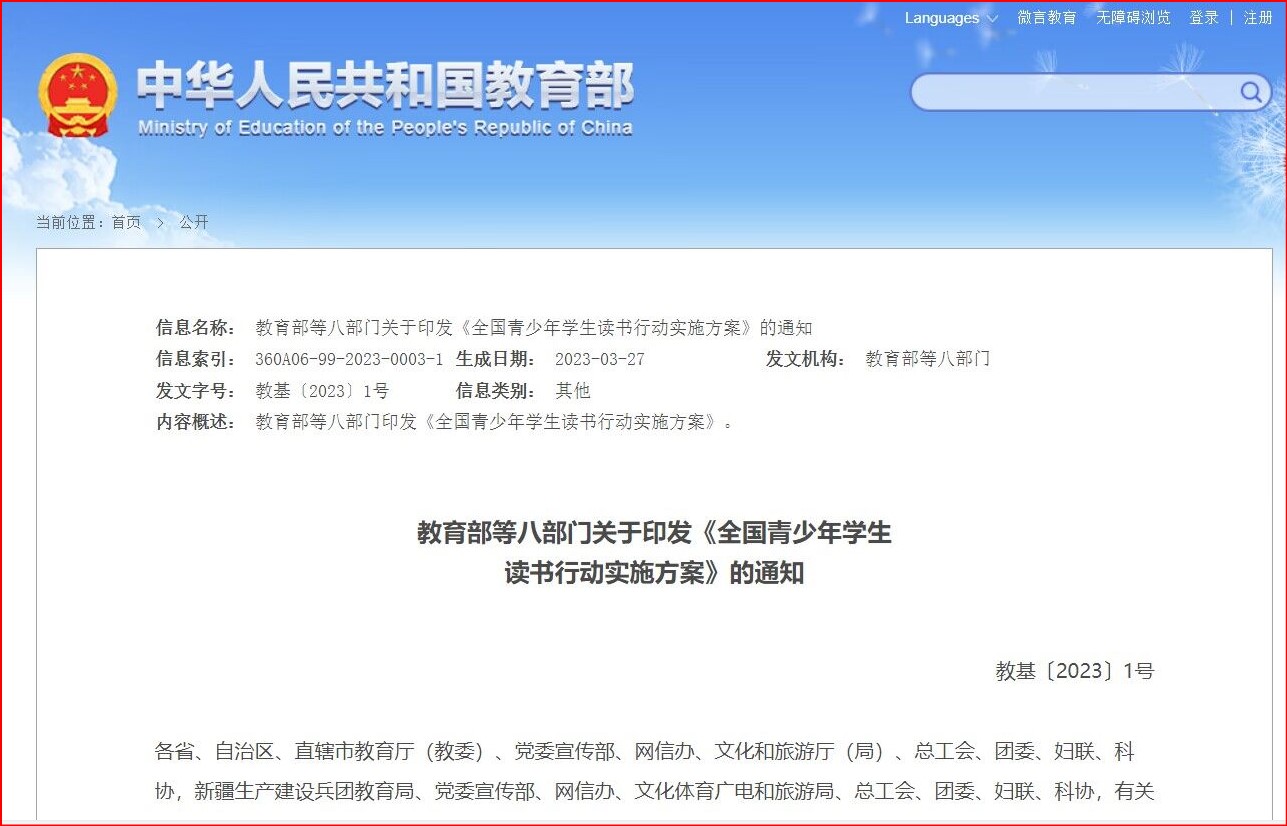 Languages 微言教育 无障碍浏览 登录 | 注册
中华人民共和国教育部
Ministry of Education of the People's Republic of China
当前位置：首页 > 公开
信息名称： 教育部等八部门关于印发《全国青少年学生读书行动实施方案》的通知
信息索引： 360A06-99-2023-0003-1 生成日期： 2023-03-27 发文机构： 教育部等八部门
发文字号： 教基〔2023〕1号 信息类别： 其他
内容概述： 教育部等八部门印发《全国青少年学生读书行动实施方案》。
教育部等八部门关于印发《全国青少年学生
读书行动实施方案》的通知
教基〔2023〕1号
各省、自治区、直辖市教育厅（教委）、党委宣传部、网信办、文化和旅游厅（局）、总工会、团委、妇联、科
协，新疆生产建设兵团教育局、党委宣传部、网信办、文化体育广电和旅游局、总工会、团委、妇联、科协，有关